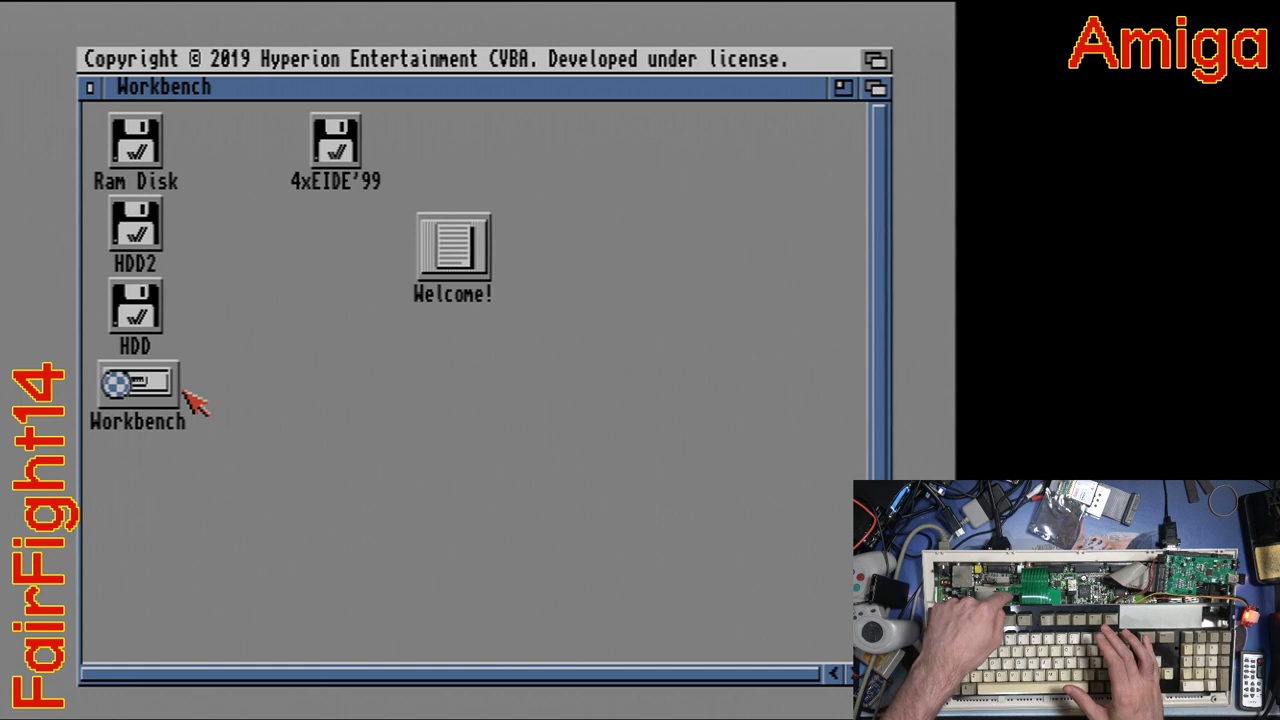 Copyright © 2019 Hyperion Entertainment CVBA. Developed under license.
Workbench
Ram Disk
4xEIDE'99
HDD2
Welcome!
HDD
Workbench
Amiga
FairFight14